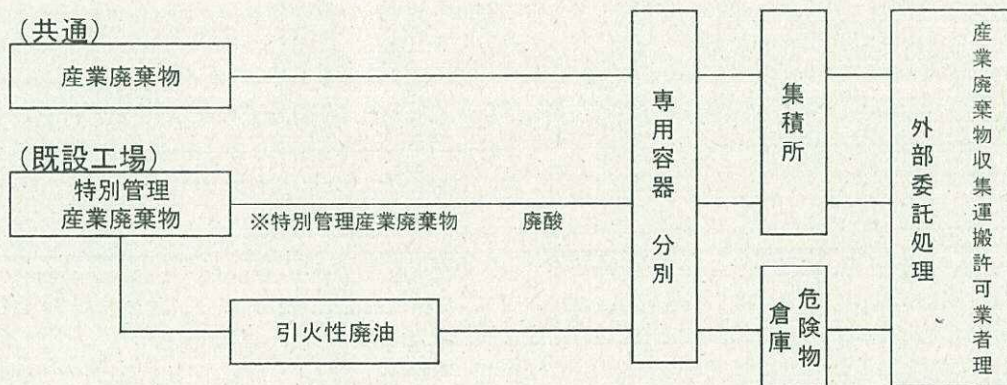 (共通)
産業廃棄物
(既設工場)
特別管理
産業廃棄物
※特別管理産業廃棄物 廃酸
引火性廃油
専用容器 分別
集積所
危険物
倉庫
外部委託処理
産業廃棄物収集運搬許可業者理